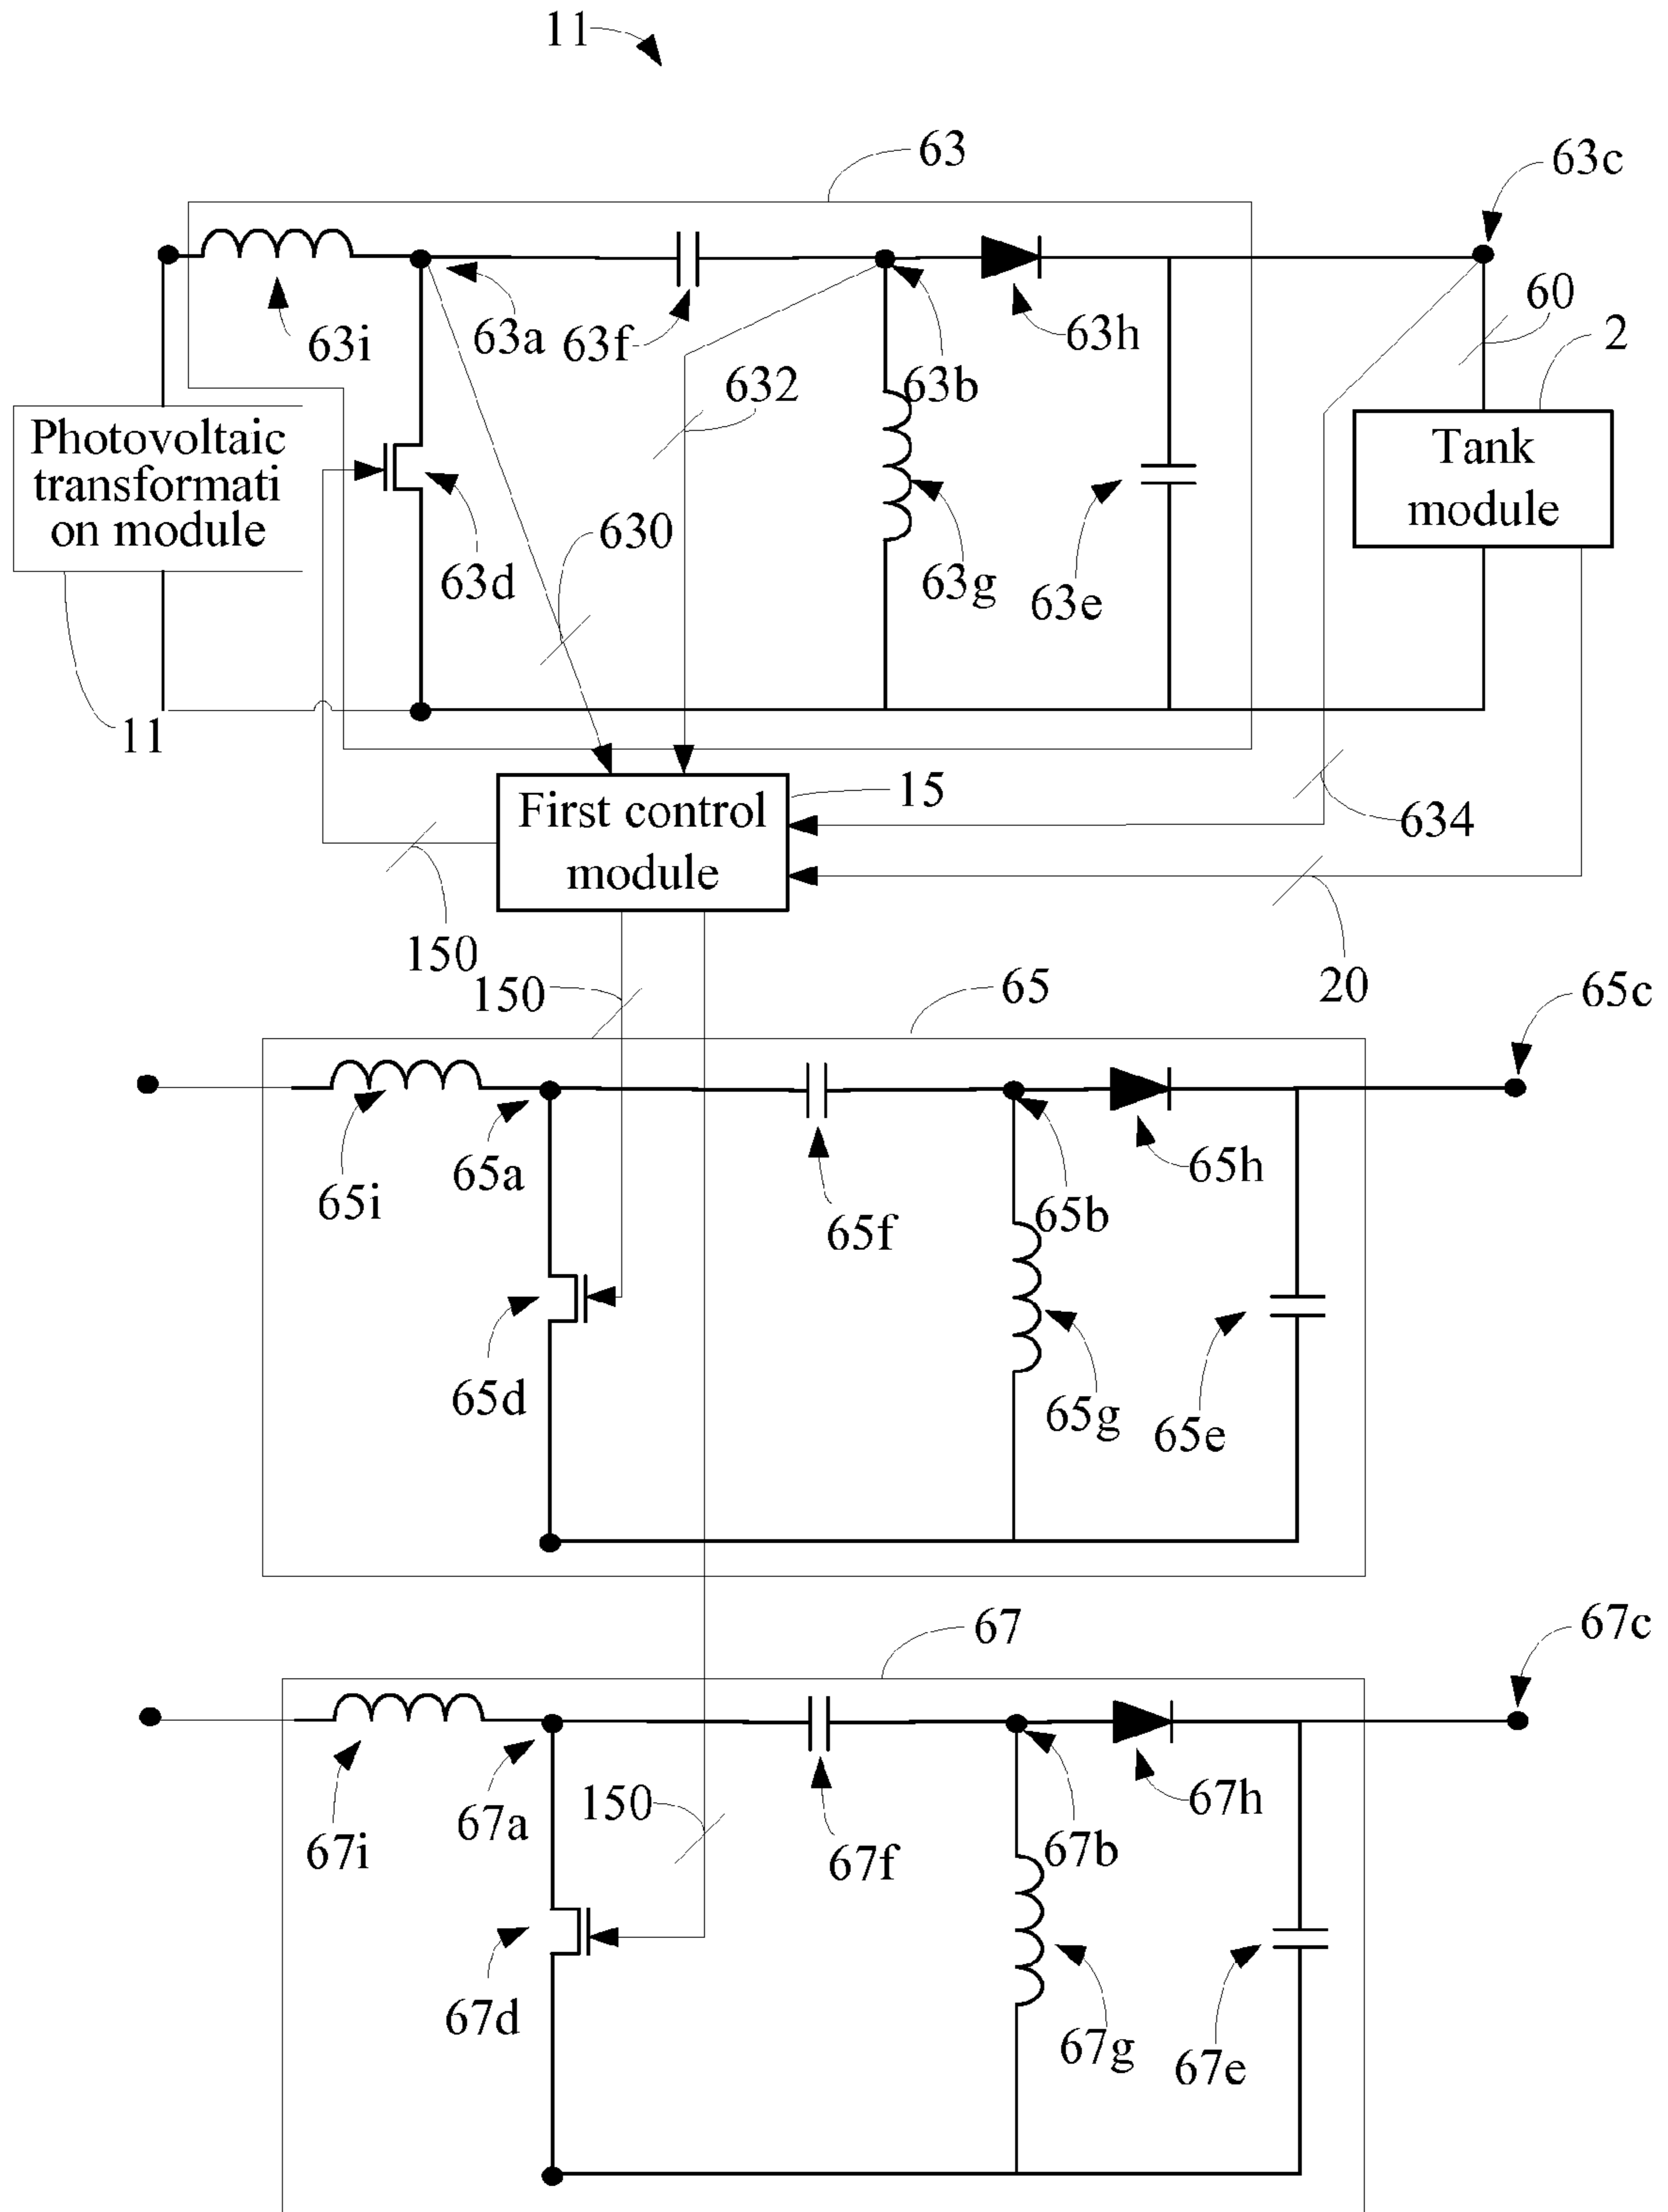 11
63
63c
60
2
63i
63a
63f
63b
63h
632
Photovoltaic
transformati
on module
Tank
module
630
63d
63g
63e
11
15
First control
module
634
150
150
20
65
65c
65i
65a
65f
65b
65h
65d
65g
65e
67
67c
67i
67a
150
67f
67b
67h
67d
67g
67e